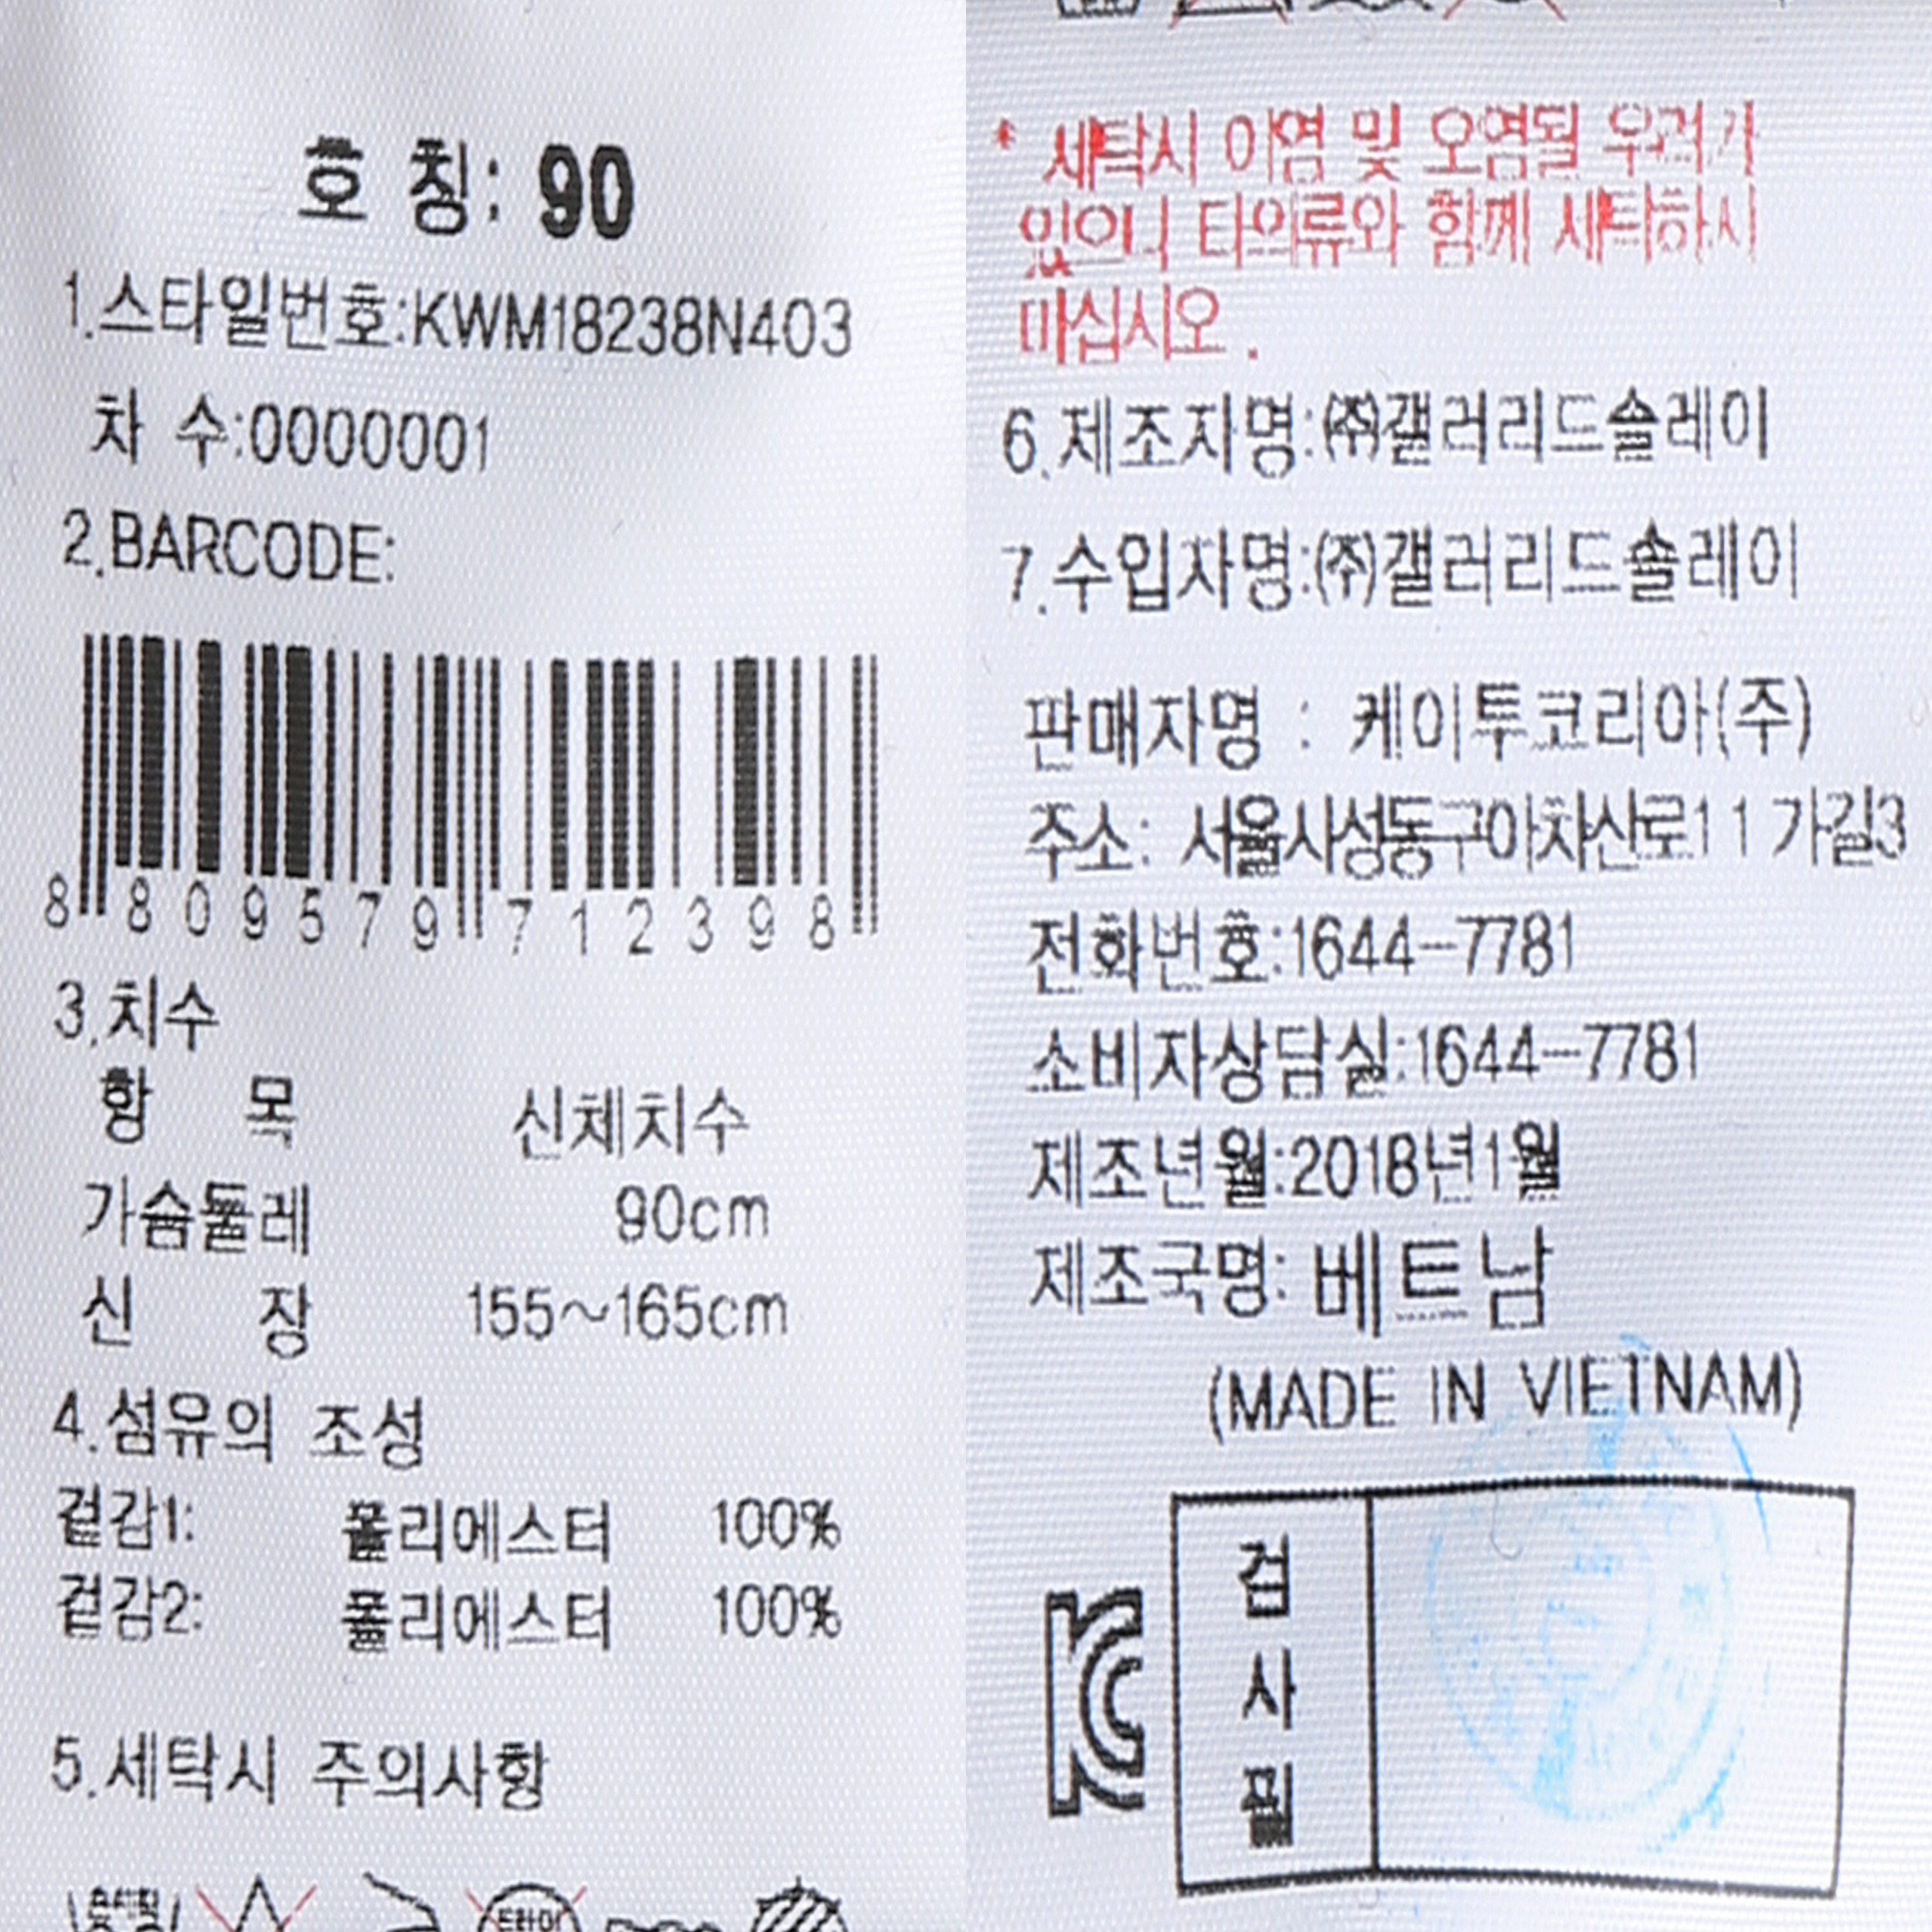 호 칭: 90
1.스타일번호:KWM18238N403
차 수:0000001
2.BARCODE:
8 809579 712398
3.치수
항 목 신체치수
가슴둘레 90cm
신 장 155~165cm
4.섬유의 조성
겉감1: 폴리에스터 100%
겉감2: 폴리에스터 100%
5.세탁시 주의사항
* 세탁시 이염 및 오염될 우려가
있으니 타의류와 함께 세탁하시
마십시오.
6.제조자명:㈜갤러리드솔레이
7.수입자명:㈜갤러리드솔레이
판매자명 : 케이투코리아(주)
주소: 서울시성동구아차산로11가길3
전화번호:1644-7781
소비자상담실:1644-7781
제조년월:2018년1월
제조국명: 베트남
(MADE IN VIETNAM)
검
사
필